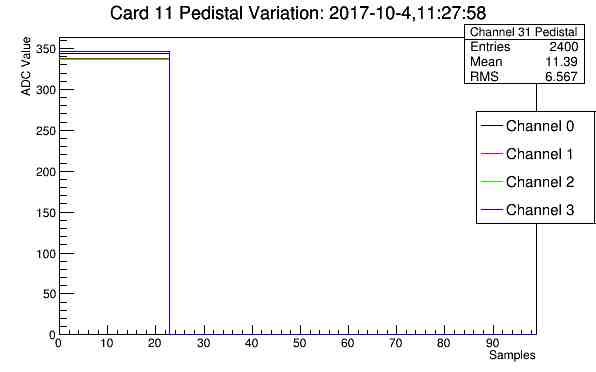 Card 11 Pedistal Variation: 2017-10-4,11:27:58
Channel 31 Pedistal
Entries 2400
Mean 11.39
RMS 6.567
ADC Value
350
300
250
200
150
100
50
0
Channel 0
Channel 1
Channel 2
Channel 3
0 10 20 30 40 50 60 70 80 90
Samples